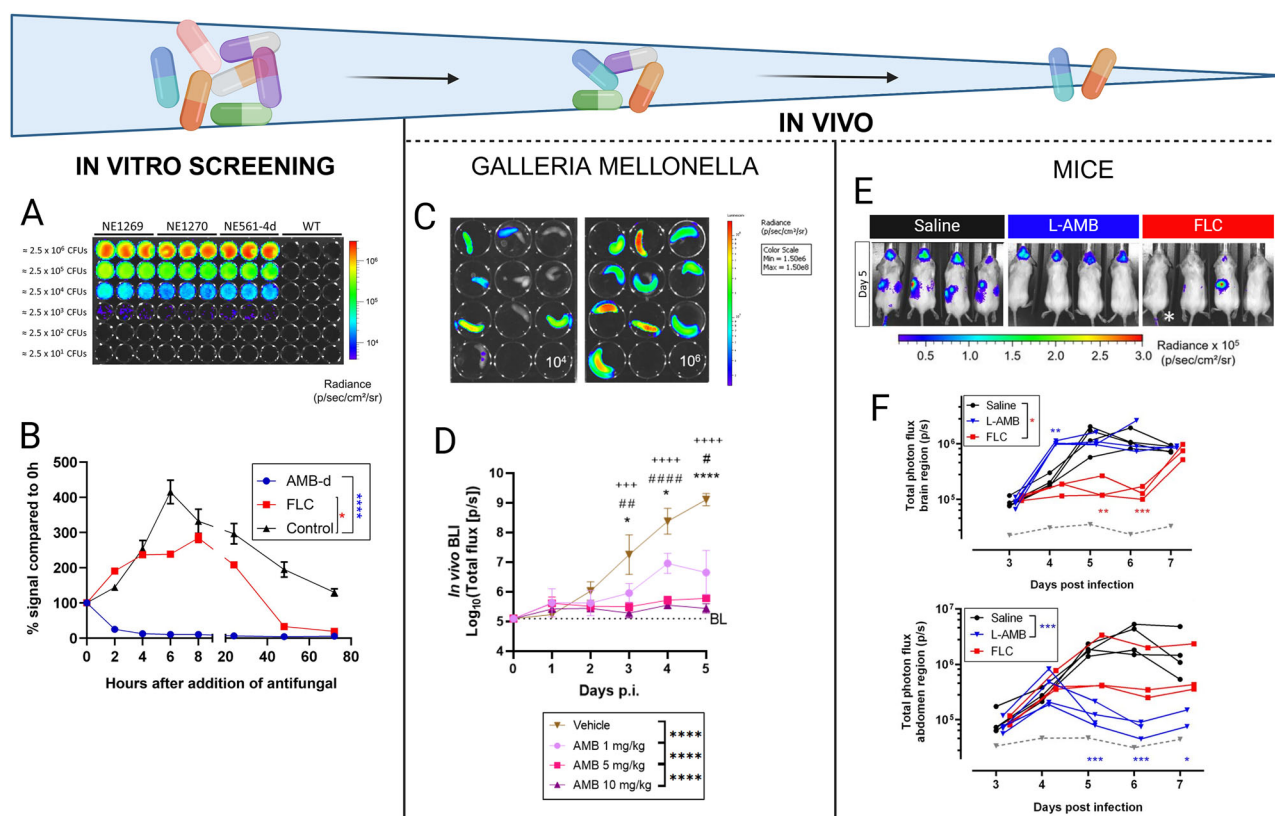 IN VIVO
IN VITRO SCREENING
GALLERIA MELLONELLA
MICE
A
NE1269 NE1270 NE561-4d WT
≈ 2.5 x 10⁶ CFUs
≈ 2.5 x 10⁵ CFUs
≈ 2.5 x 10⁴ CFUs
≈ 2.5 x 10³ CFUs
≈ 2.5 x 10² CFUs
≈ 2.5 x 10¹ CFUs
10⁶
10⁵
10⁴
Radiance
(p/sec/cm²/sr)
B
% signal compared to 0h
500
400
300
200
100
0
0 2 4 6 8 20 40 60 80
Hours after addition of antifungal
AMB-d
FLC
Control
*
****
C
10⁴
10⁶
Radiance
(p/sec/cm²/sr)
Color Scale
Min = 1.50e6
Max = 1.50e8
D
In vivo BLI
Log₁₀(Total flux [p/s])
10
9
8
7
6
5
+++
##
*
++++
####
*
++++
#
****
BL
0 1 2 3 4 5
Days p.i.
Vehicle
AMB 1 mg/kg
AMB 5 mg/kg
AMB 10 mg/kg
****
****
****
E
Saline L-AMB FLC
Day 5
*
0.5 1.0 1.5 2.0 2.5 3.0
Radiance x 10⁵
(p/sec/cm²/sr)
F
Total photon flux
brain region (p/s)
10⁶
10⁵
Saline
L-AMB
FLC
*
**
**
***
3 4 5 6 7
Days post infection
Total photon flux
abdomen region (p/s)
10⁷
10⁶
10⁵
Saline
L-AMB
FLC
***
***
***
*
3 4 5 6 7
Days post infection